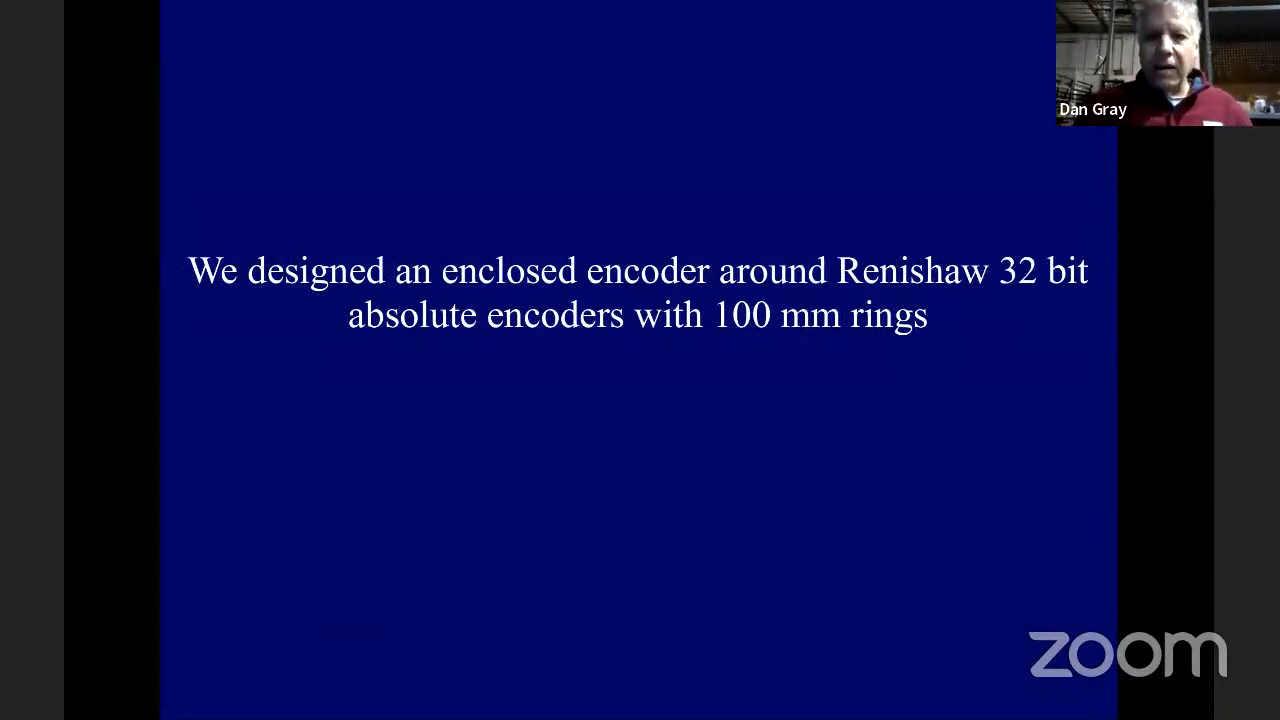 Dan Gray
We designed an enclosed encoder around Renishaw 32 bit
absolute encoders with 100 mm rings
zoom